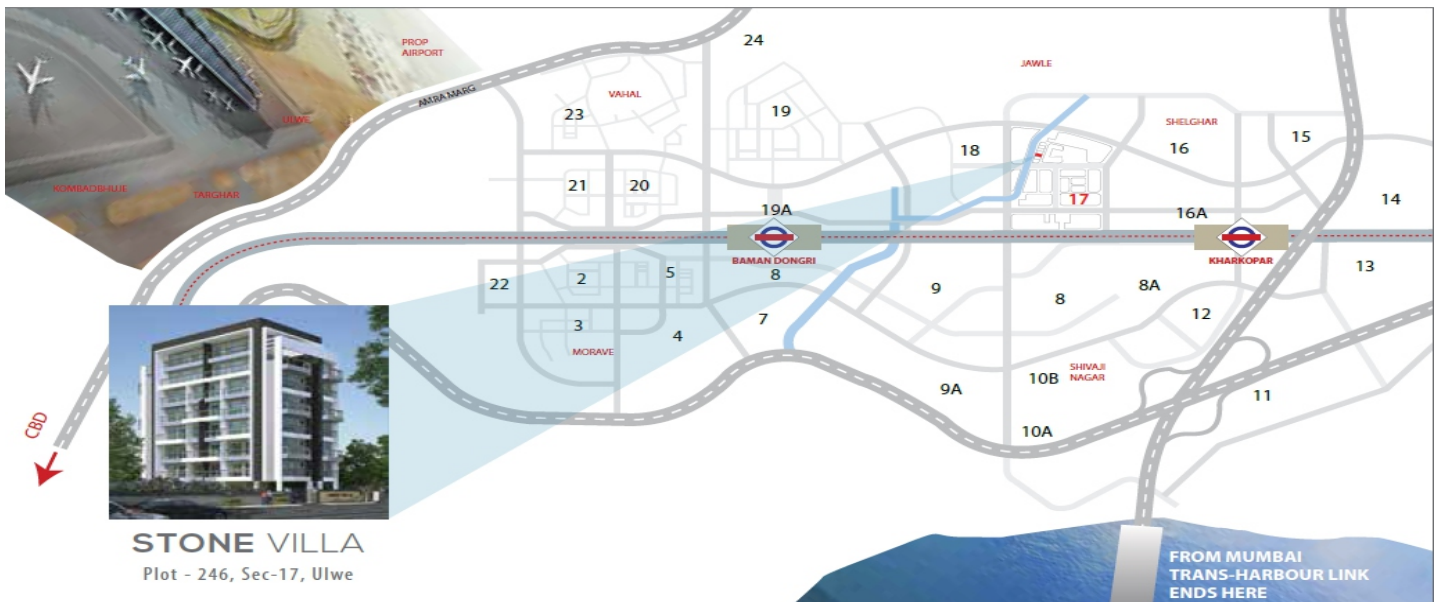 PROP
AIRPORT
24
JAWLE
AMRA MARG
VAHAL
23
19
ULWE
SHELGHAR
15
18
16
KOMBADBHUJE
TARGHAR
21
20
17
14
19A
16A
BAMAN DONGRI
KHARKOPAR
22
2
5
8
9
8
8A
13
3
4
7
12
MORAVE
SHIVAJI
NAGAR
9A
10B
11
10A
CBD
STONE VILLA
Plot - 246, Sec-17, Ulwe
FROM MUMBAI
TRANS-HARBOUR LINK
ENDS HERE